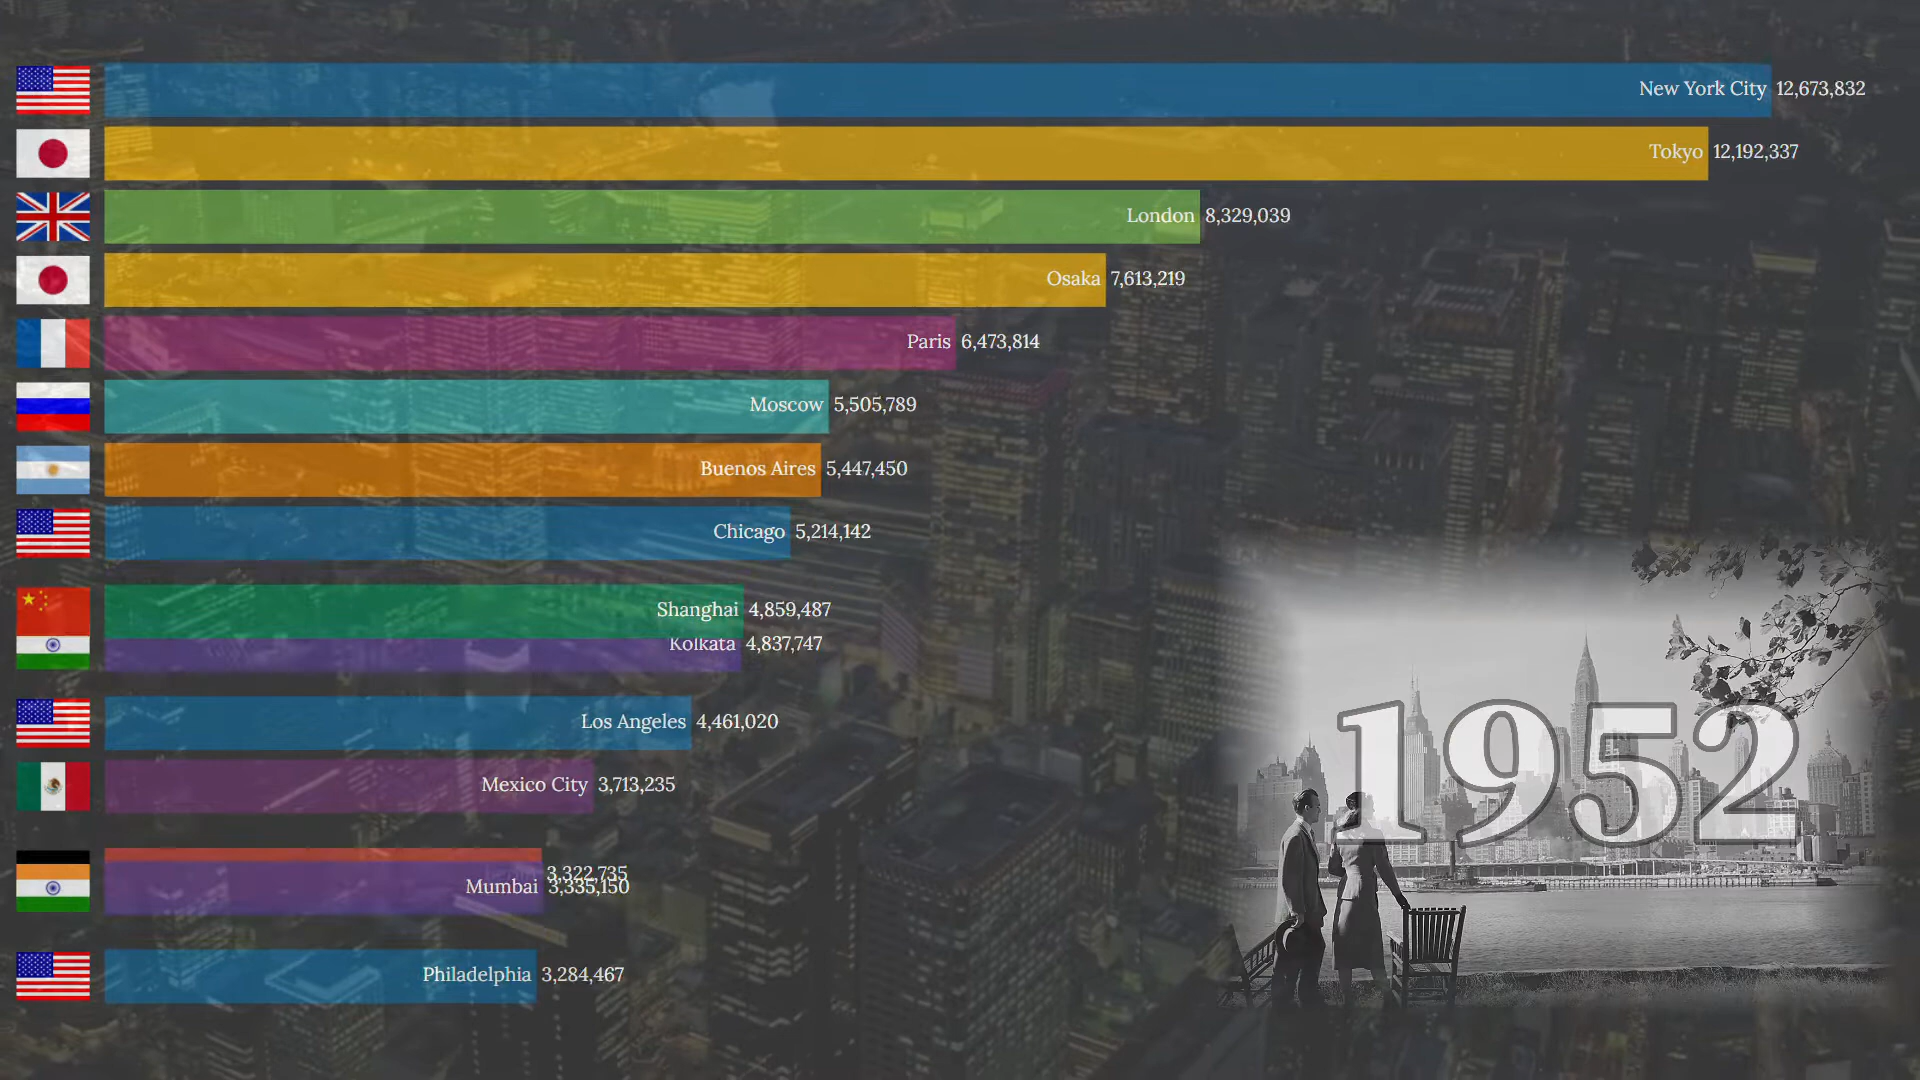 New York City 12,673,832
Tokyo 12,192,337
London 8,329,039
Osaka 7,613,219
Paris 6,473,814
Moscow 5,505,789
Buenos Aires 5,447,450
Chicago 5,214,142
Shanghai 4,859,487
Kolkata 4,837,747
Los Angeles 4,461,020
Mexico City 3,713,235
3,322,735
Mumbai 3,335,150
Philadelphia 3,284,467
1952